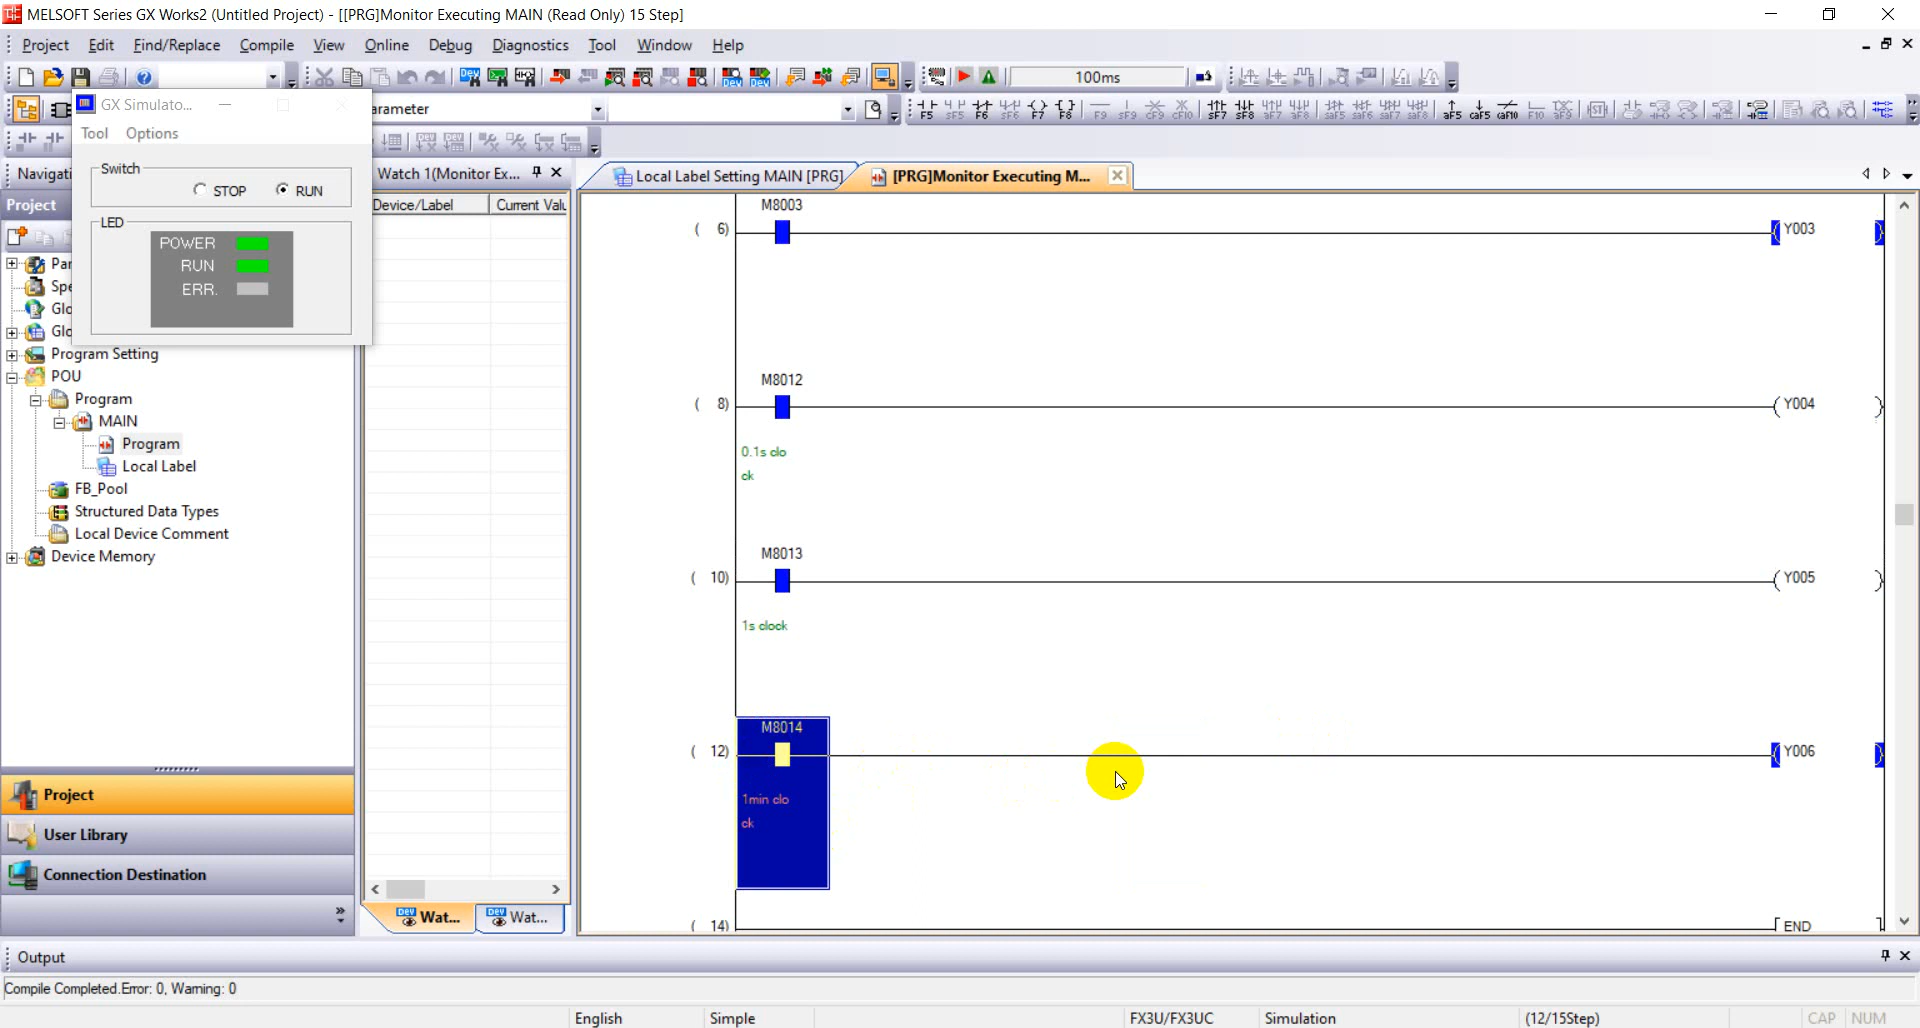 MELSOFT Series GX Works2 (Untitled Project) - [[PRG]Monitor Executing MAIN (Read Only) 15 Step]
Project Edit Find/Replace Compile View Online Debug Diagnostics Tool Window Help
100ms
GX Simulato...
arameter
Tool Options
Switch
STOP RUN
LED
POWER
RUN
ERR.
Navigati
Project
Par
Spe
Glo
Glo
Program Setting
POU
Program
MAIN
Program
Local Label
FB_Pool
Structured Data Types
Local Device Comment
Device Memory
Project
User Library
Connection Destination
Watch 1(Monitor Ex...
Device/Label Current Valu
Wat... Wat...
Local Label Setting MAIN [PRG] [PRG]Monitor Executing M...
M8003
( 6) Y003
M8012
( 8) Y004
0.1s clo
ck
M8013
( 10) Y005
1s clock
M8014
( 12) Y006
1min clo
ck
( 14) END
Output
Compile Completed.Error: 0, Warning: 0
English Simple FX3U/FX3UC Simulation (12/15Step) CAP NUM